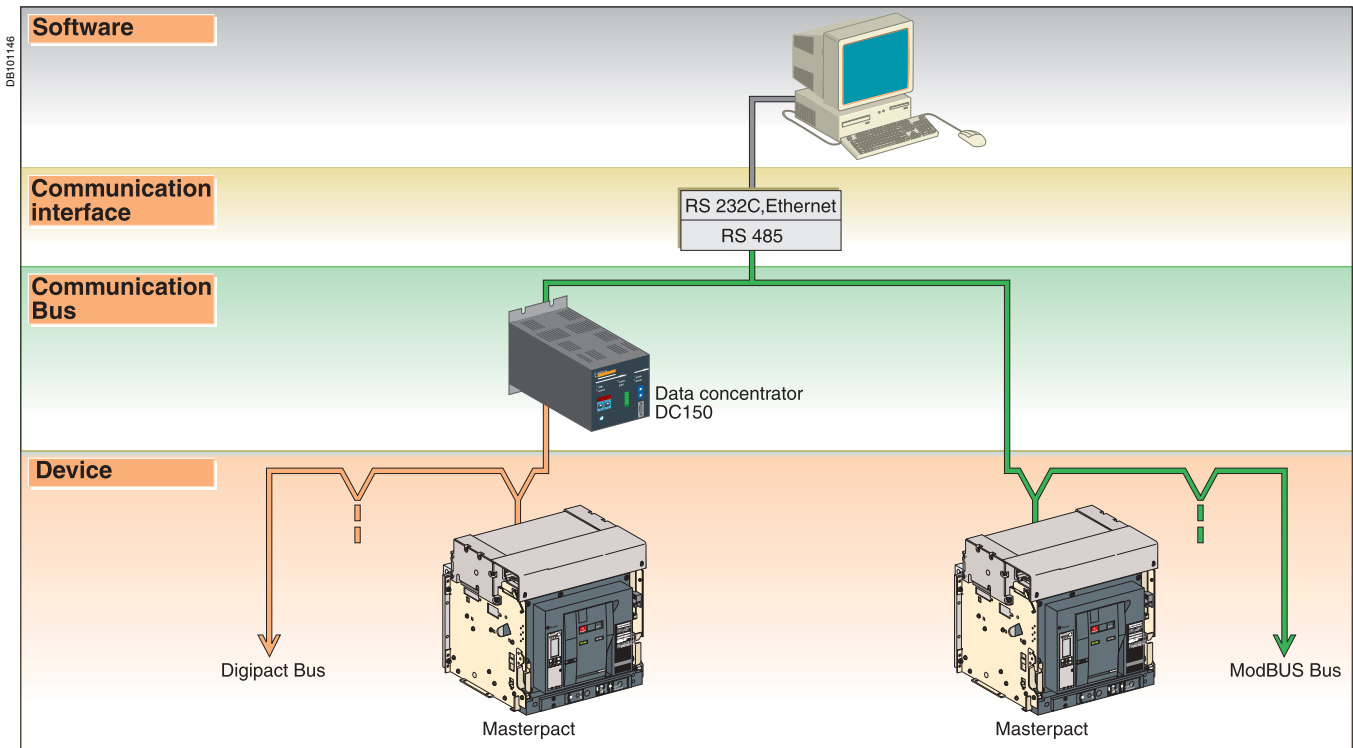 DB101146
Software
Communication
interface
RS 232C,Ethernet
RS 485
Communication
Bus
Data concentrator
DC150
Device
Digipact Bus
Masterpact
Masterpact
ModBUS Bus